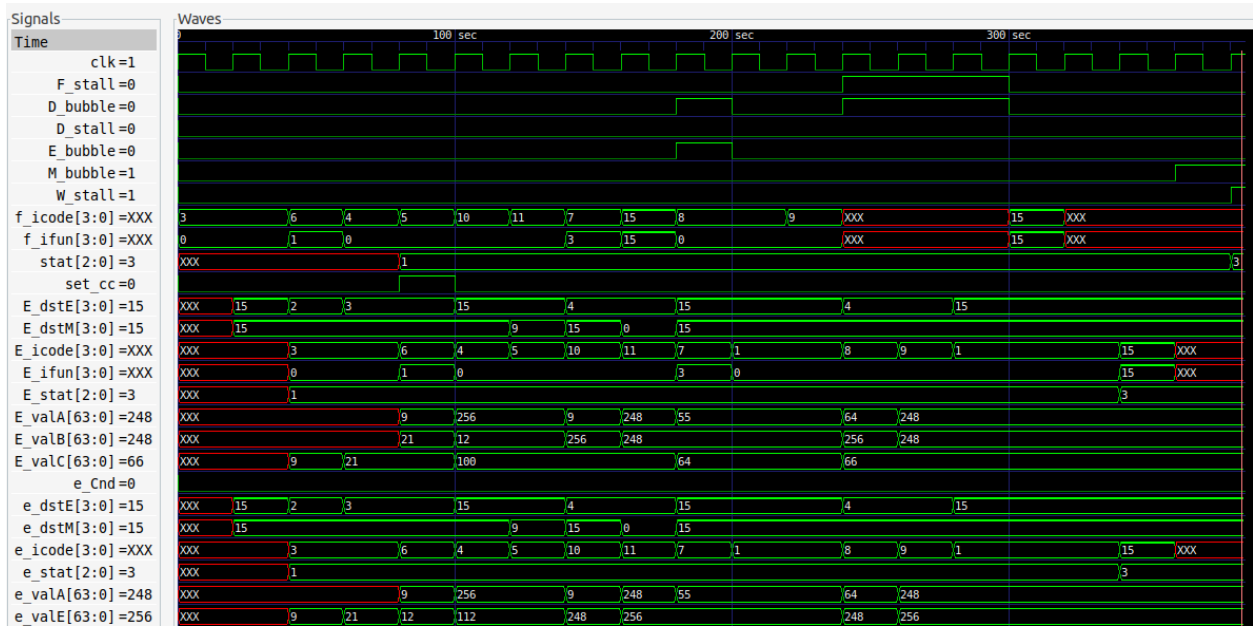 Signals Waves
Time 0 100 sec 200 sec 300 sec
clk=1
F_stall=0
D_bubble=0
D_stall=0
E_bubble=0
M_bubble=1
W_stall=1
f_icode[3:0]=XXX 3 6 4 5 10 11 7 15 8 9 XXX 15 XXX
f_ifun[3:0]=XXX 0 1 0 3 15 0 XXX 15 XXX
stat[2:0]=3 XXX 1 3
set_cc=0
E_dstE[3:0]=15 XXX 15 2 3 15 4 15 4 15
E_dstM[3:0]=15 XXX 15 9 15 0 15
E_icode[3:0]=XXX XXX 3 6 4 5 10 11 7 1 8 9 1 15 XXX
E_ifun[3:0]=XXX XXX 0 1 0 3 0 15 XXX
E_stat[2:0]=3 XXX 1 3
E_valA[63:0]=248 XXX 9 256 9 248 55 64 248
E_valB[63:0]=248 XXX 21 12 256 248 256 248
E_valC[63:0]=66 XXX 9 21 100 64 66
e_Cnd=0
e_dstE[3:0]=15 XXX 15 2 3 15 4 15 4 15
e_dstM[3:0]=15 XXX 15 9 15 0 15
e_icode[3:0]=XXX XXX 3 6 4 5 10 11 7 1 8 9 1 15 XXX
e_stat[2:0]=3 XXX 1 3
e_valA[63:0]=248 XXX 9 256 9 248 55 64 248
e_valE[63:0]=256 XXX 9 21 12 112 248 256 248 256